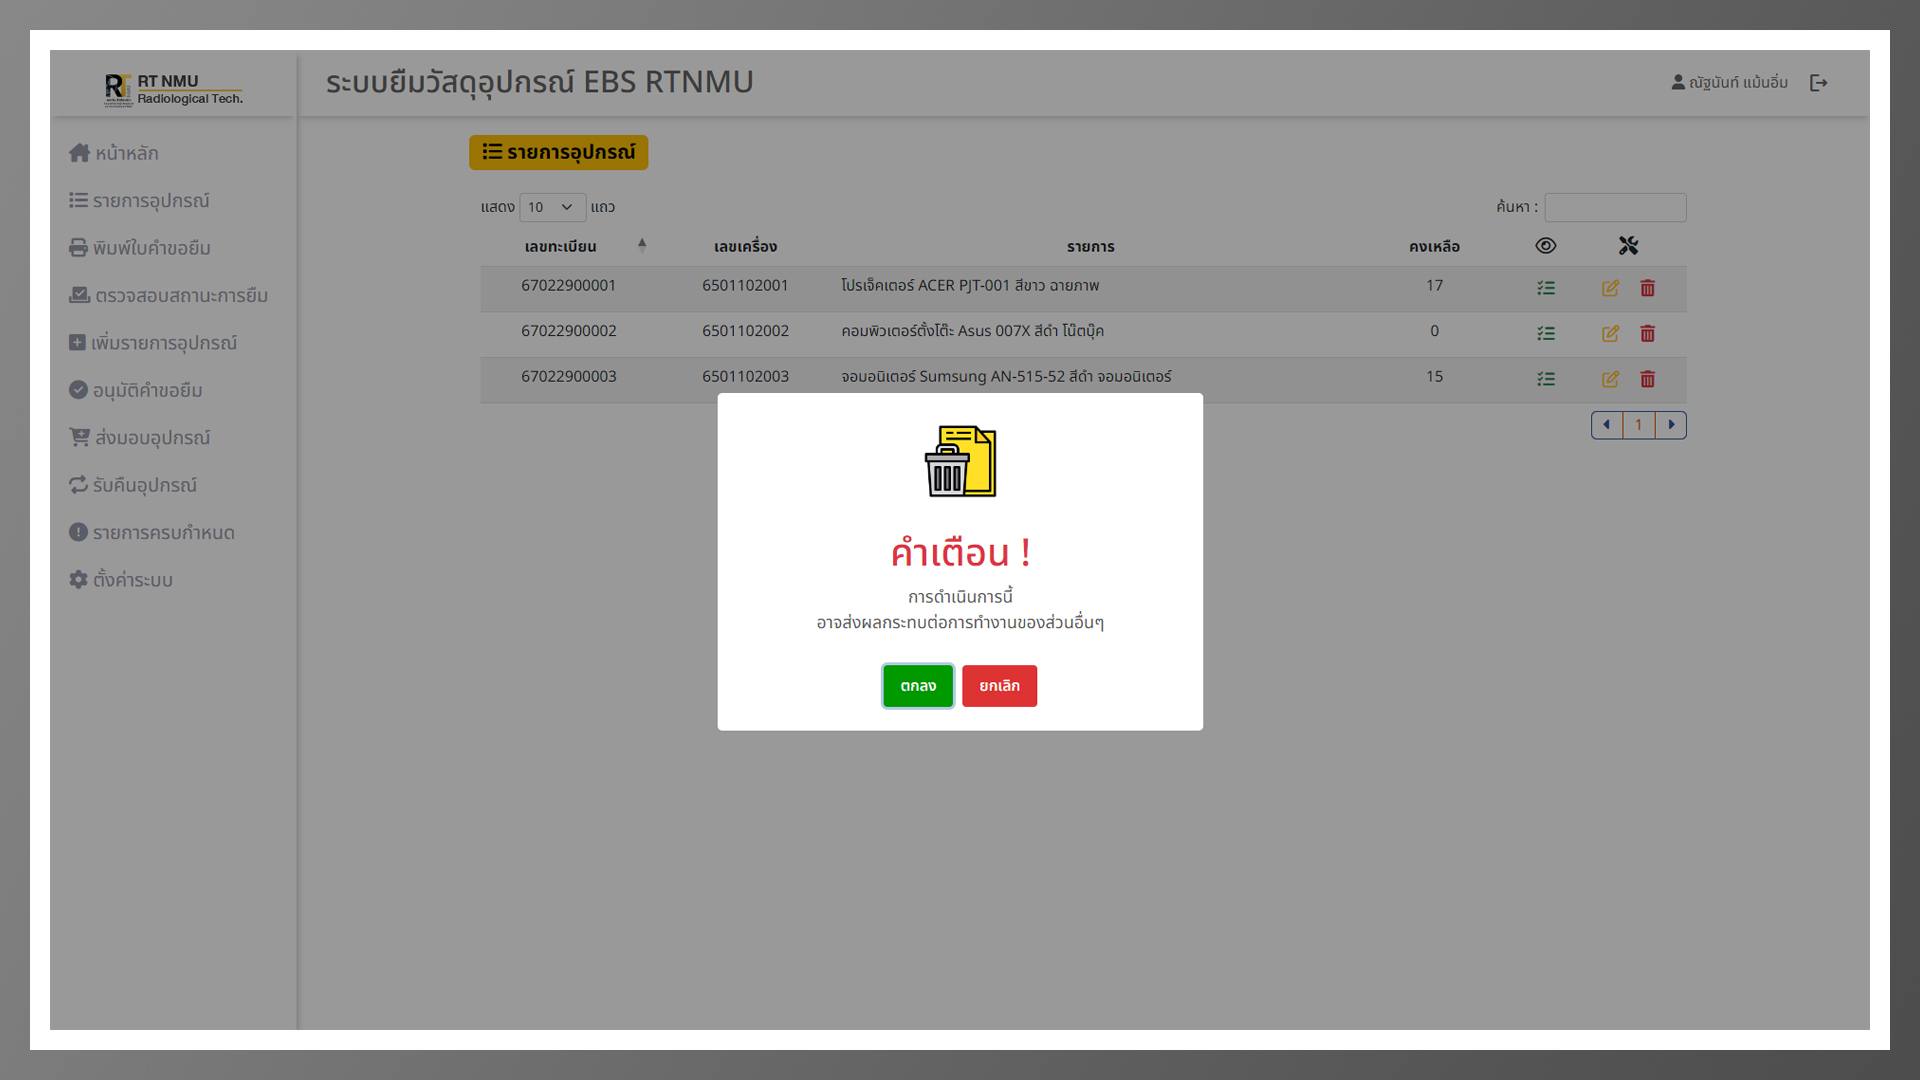 RT NMU
Radiological Tech.
ระบบยืมวัสดุอุปกรณ์ EBS RTNMU
ณัฐนันท์ แม้นอิ่ม
หน้าหลัก
รายการอุปกรณ์
พิมพ์ใบคำขอยืม
ตรวจสอบสถานะการยืม
เพิ่มรายการอุปกรณ์
อนุมัติคำขอยืม
ส่งมอบอุปกรณ์
รับคืนอุปกรณ์
รายการครบกำหนด
ตั้งค่าระบบ
รายการอุปกรณ์
แสดง 10 แถว
ค้นหา :
เลขทะเบียน เลขเครื่อง รายการ คงเหลือ
67022900001 6501102001 โปรเจ็คเตอร์ ACER PJT-001 สีขาว ฉายภาพ 17
67022900002 6501102002 คอมพิวเตอร์ตั้งโต๊ะ Asus 007X สีดำ โน๊ตบุ๊ค 0
67022900003 6501102003 จอมอนิเตอร์ Sumsung AN-515-52 สีดำ จอมอนิเตอร์ 15
1
คำเตือน !
การดำเนินการนี้
อาจส่งผลกระทบต่อการทำงานของส่วนอื่นๆ
ตกลง ยกเลิก